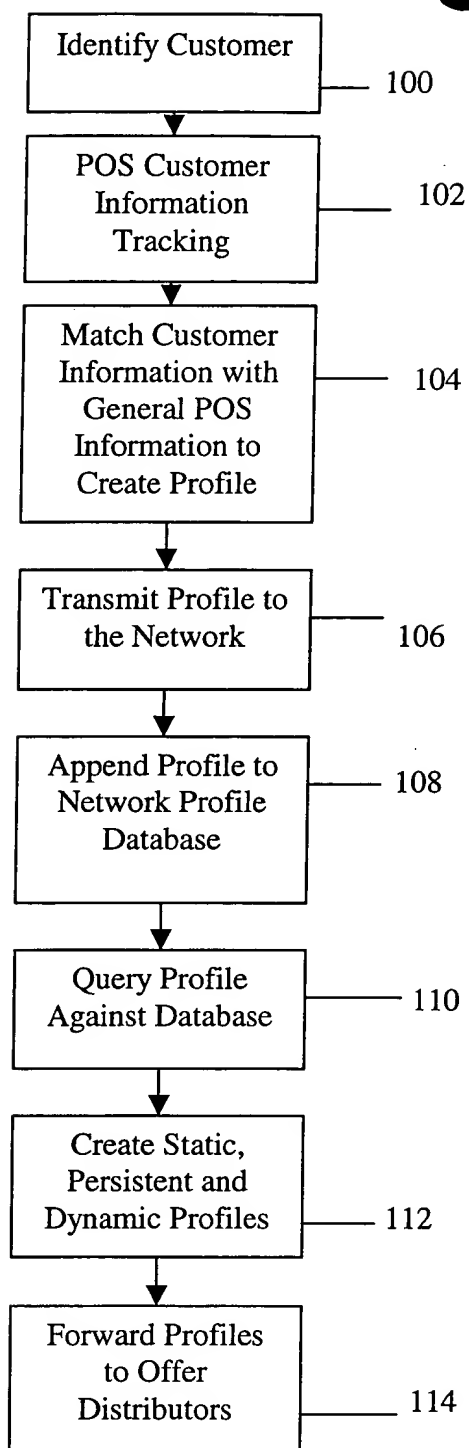 Identify Customer
100
POS Customer
Information
Tracking
102
Match Customer
Information with
General POS
Information to
Create Profile
104
Transmit Profile to
the Network
106
Append Profile to
Network Profile
Database
108
Query Profile
Against Database
110
Create Static,
Persistent and
Dynamic Profiles
112
Forward Profiles
to Offer
Distributors
114